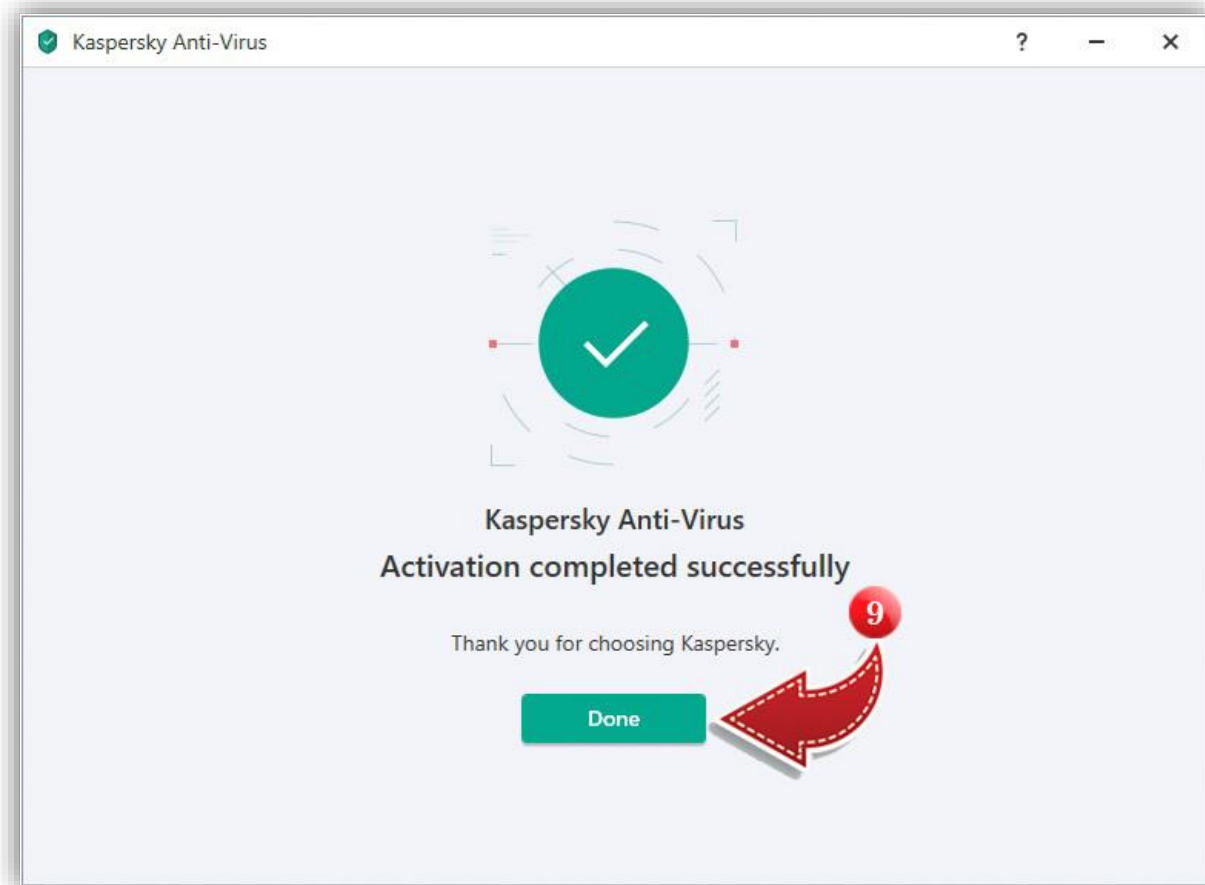 Kaspersky Anti-Virus
?
Kaspersky Anti-Virus
Activation completed successfully
9
Thank you for choosing Kaspersky.
Done